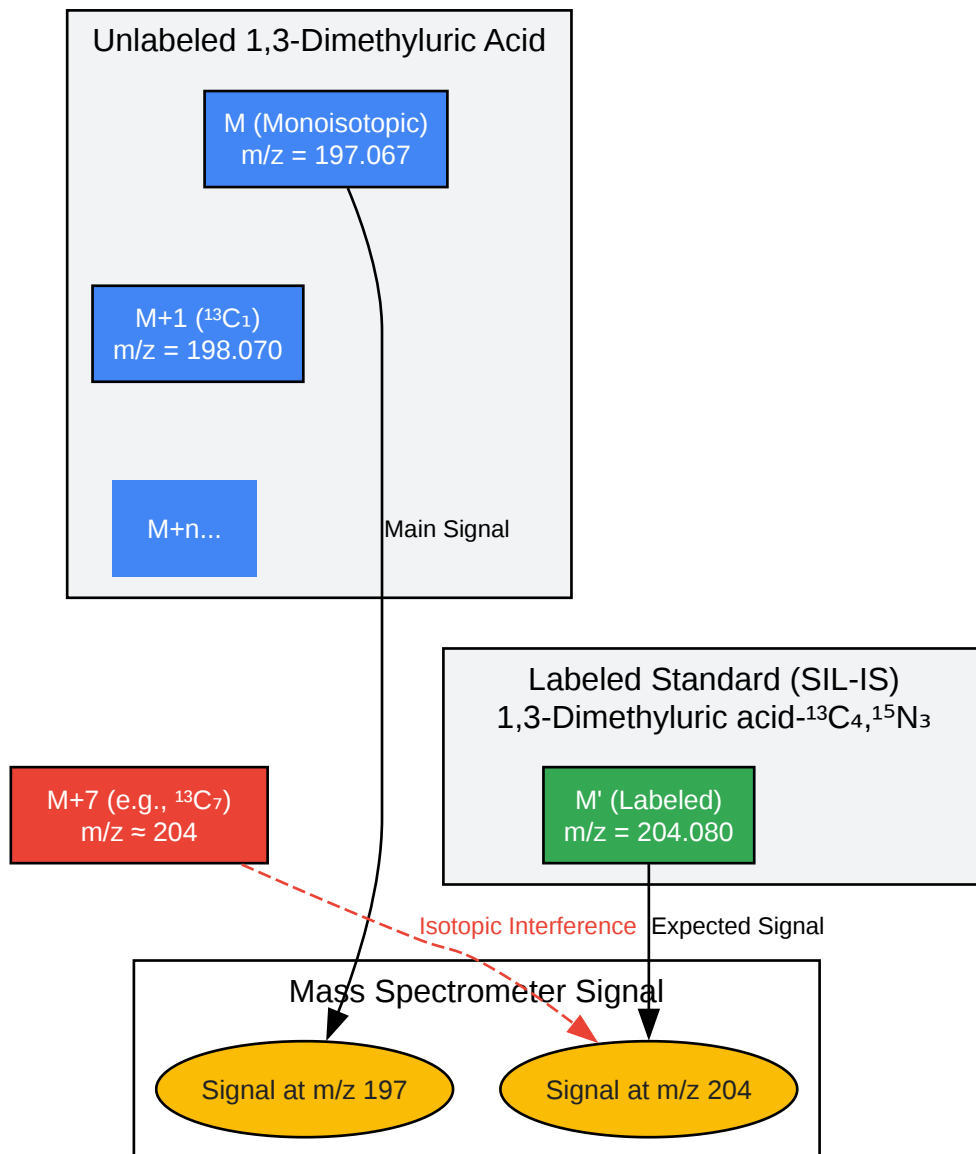 Unlabeled 1,3-Dimethyluric Acid
M (Monoisotopic)
m/z = 197.067
M+1 (¹³C₁)
m/z = 198.070
M+n...
Main Signal
Labeled Standard (SIL-IS)
1,3-Dimethyluric acid-¹³C₄,¹⁵N₃
M+7 (e.g., ¹³C₇)
m/z ≈ 204
M' (Labeled)
m/z = 204.080
Isotopic Interference
Expected Signal
Mass Spectrometer Signal
Signal at m/z 197
Signal at m/z 204